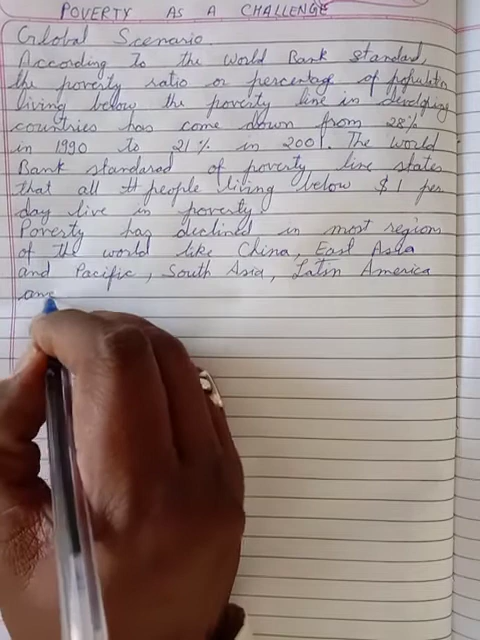 POVERTY AS A CHALLENGE
Global Scenario
According To the World Bank standard,
the poverty ratio or percentage of population
living below the poverty line in developing
countries has come down from 28%
in 1990 to 21% in 2001. The world
Bank standared of poverty line states
that all people living below $1 per
day live in poverty
Poverty has declined in most regions
of the world like China, East Asia
and Pacific, South Asia, Latin America
and